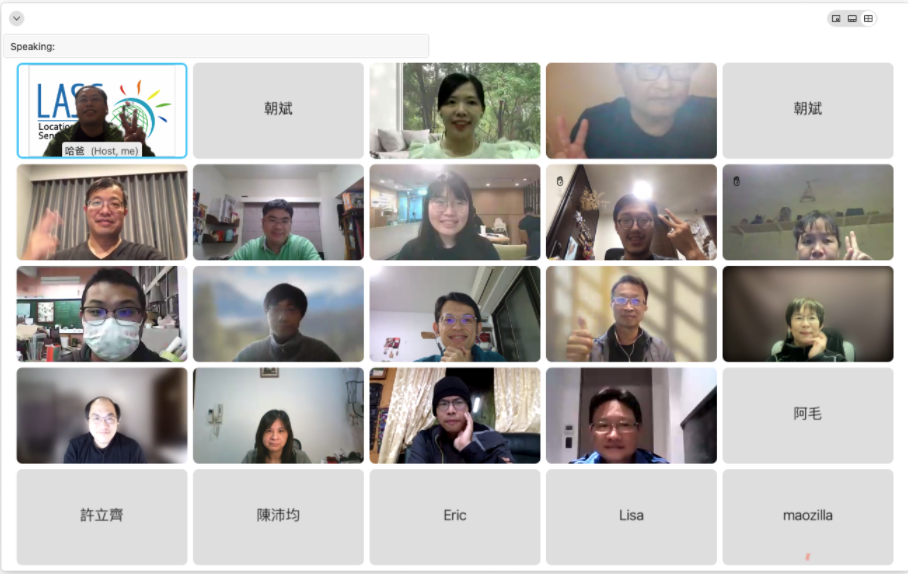 Speaking:
LASS
Locatio
Sen
哈爸 (Host, me)
朝斌
朝斌
阿毛
許立齊
陳沛均
Eric
Lisa
maozilla